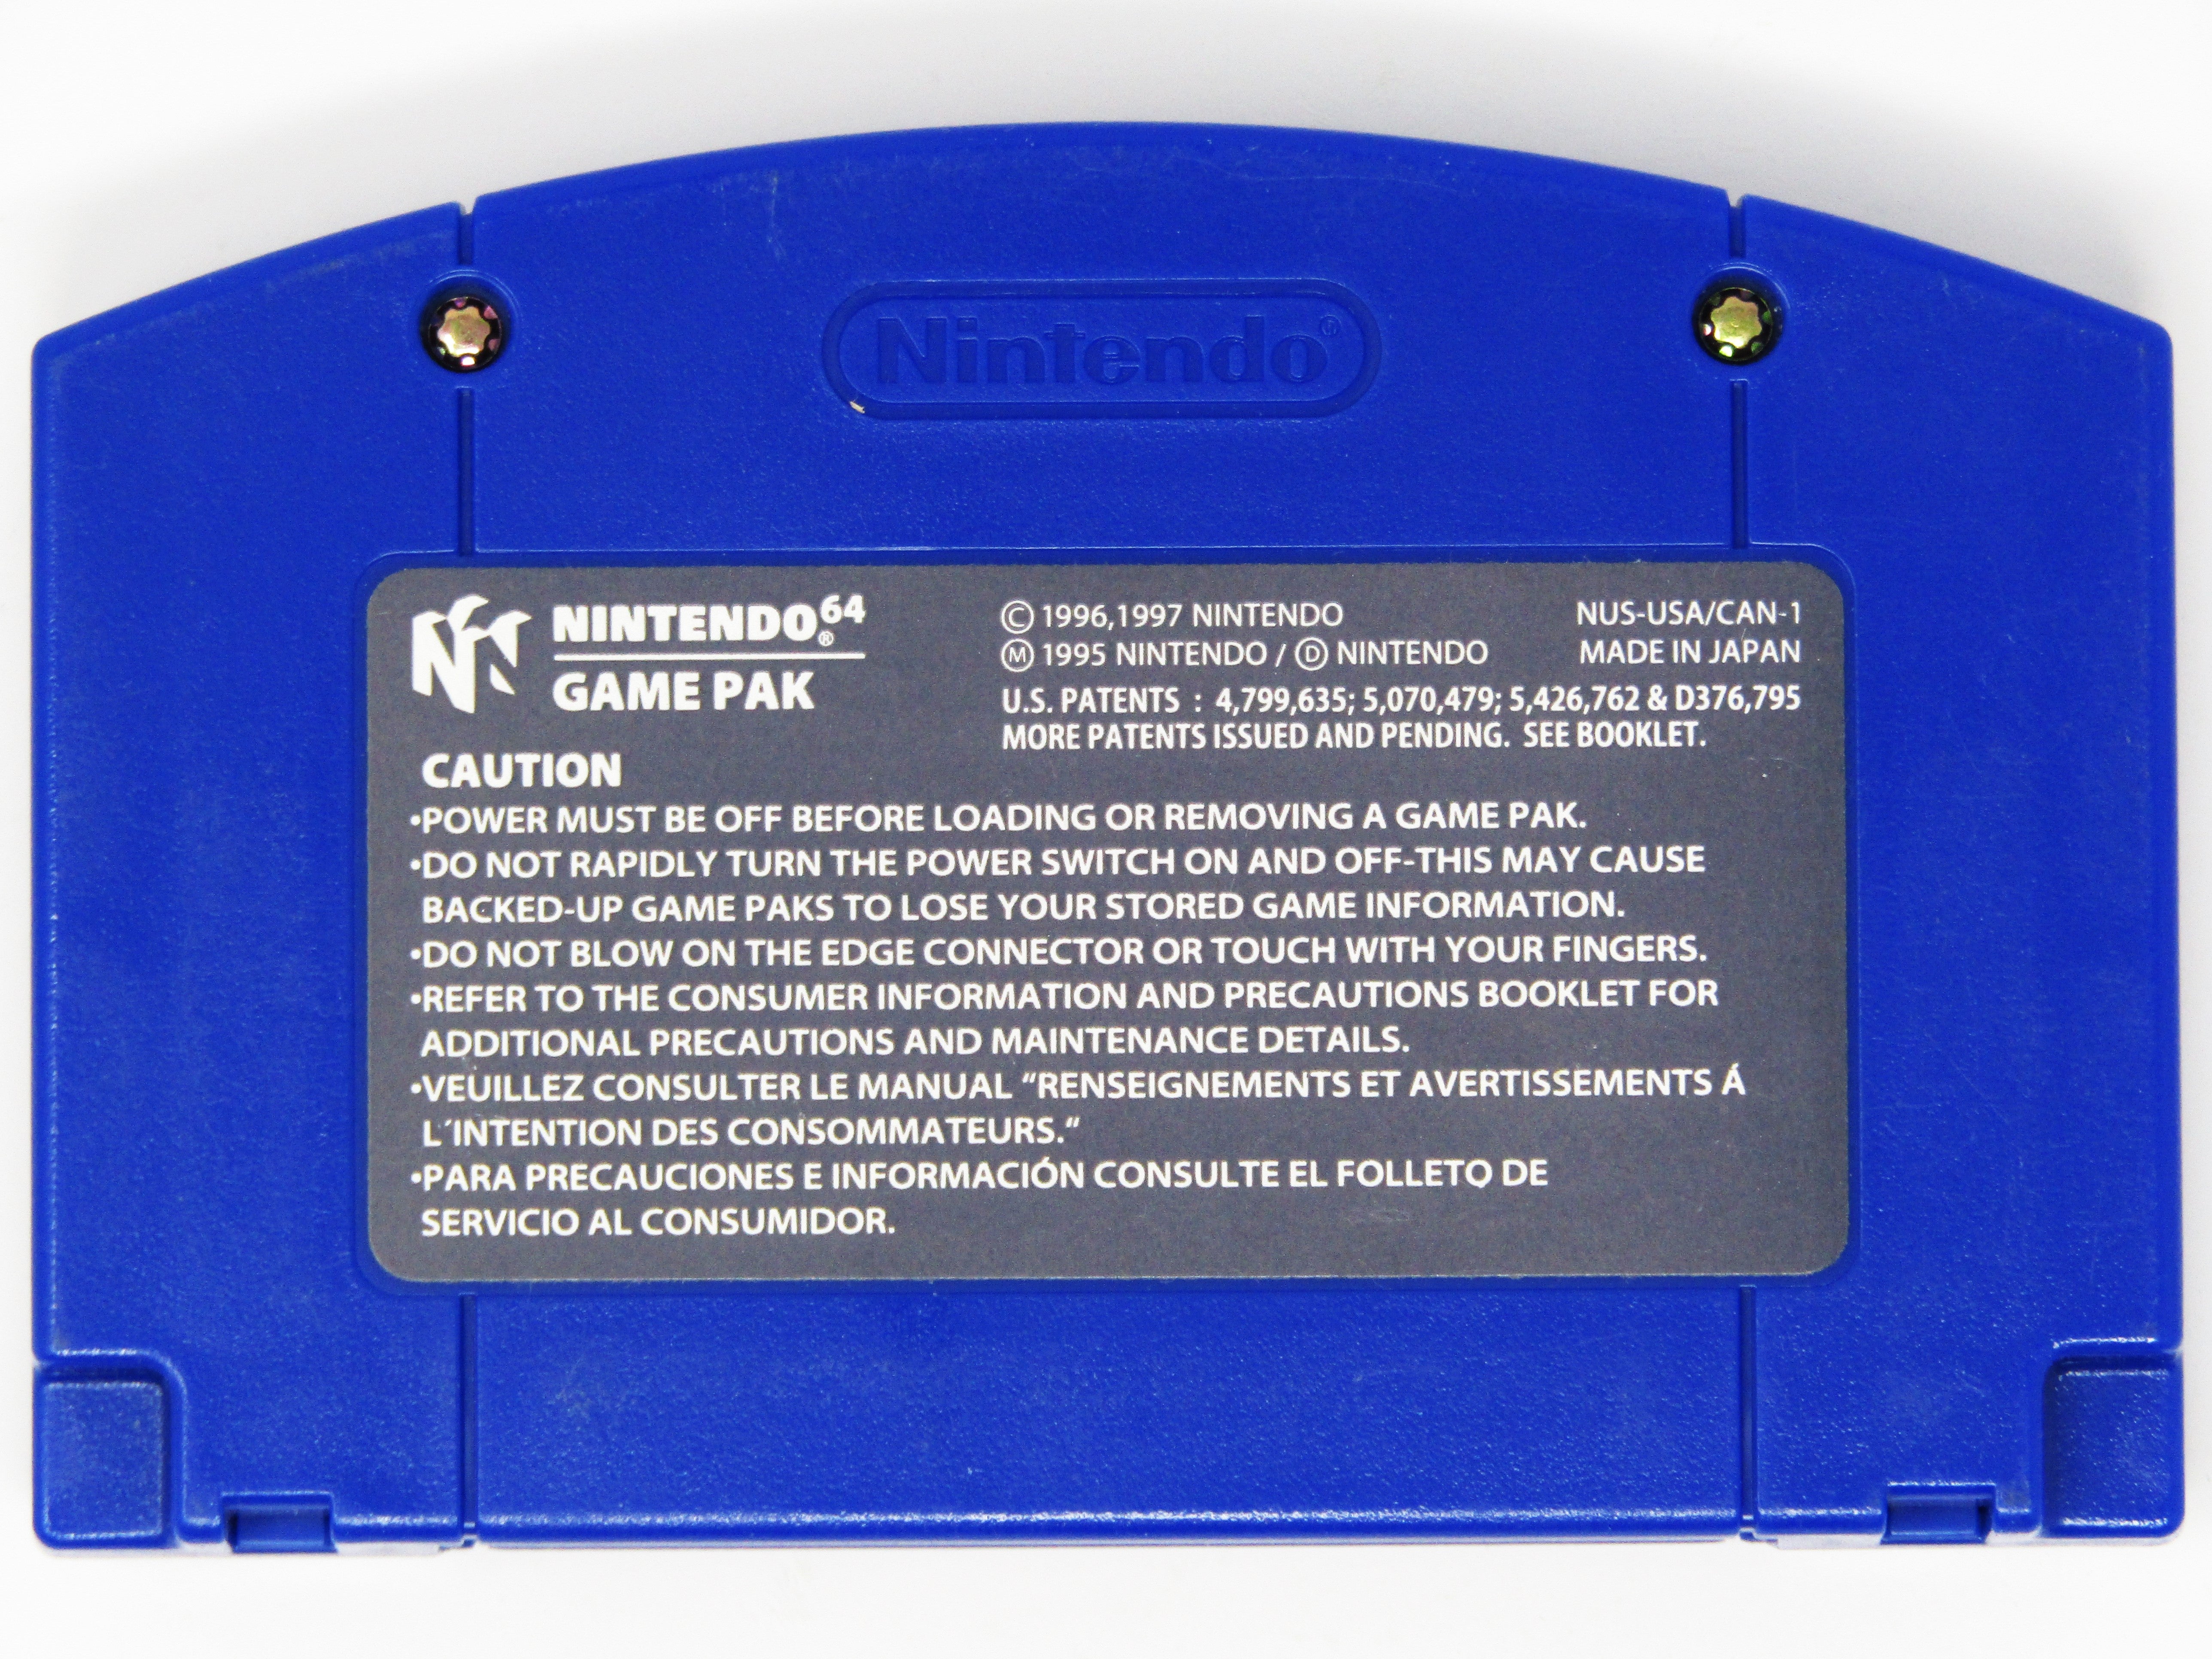 Nintendo®
NINTENDO®64
GAME PAK
© 1996,1997 NINTENDO
Ⓜ 1995 NINTENDO / Ⓓ NINTENDO
NUS-USA/CAN-1
MADE IN JAPAN
U.S. PATENTS : 4,799,635; 5,070,479; 5,426,762 & D376,795
MORE PATENTS ISSUED AND PENDING. SEE BOOKLET.
CAUTION
•POWER MUST BE OFF BEFORE LOADING OR REMOVING A GAME PAK.
•DO NOT RAPIDLY TURN THE POWER SWITCH ON AND OFF-THIS MAY CAUSE
BACKED-UP GAME PAKS TO LOSE YOUR STORED GAME INFORMATION.
•DO NOT BLOW ON THE EDGE CONNECTOR OR TOUCH WITH YOUR FINGERS.
•REFER TO THE CONSUMER INFORMATION AND PRECAUTIONS BOOKLET FOR
ADDITIONAL PRECAUTIONS AND MAINTENANCE DETAILS.
•VEUILLEZ CONSULTER LE MANUAL “RENSEIGNEMENTS ET AVERTISSEMENTS Á
L´INTENTION DES CONSOMMATEURS.“
•PARA PRECAUCIONES E INFORMACIÓN CONSULTE EL FOLLETO DE
SERVICIO AL CONSUMIDOR.